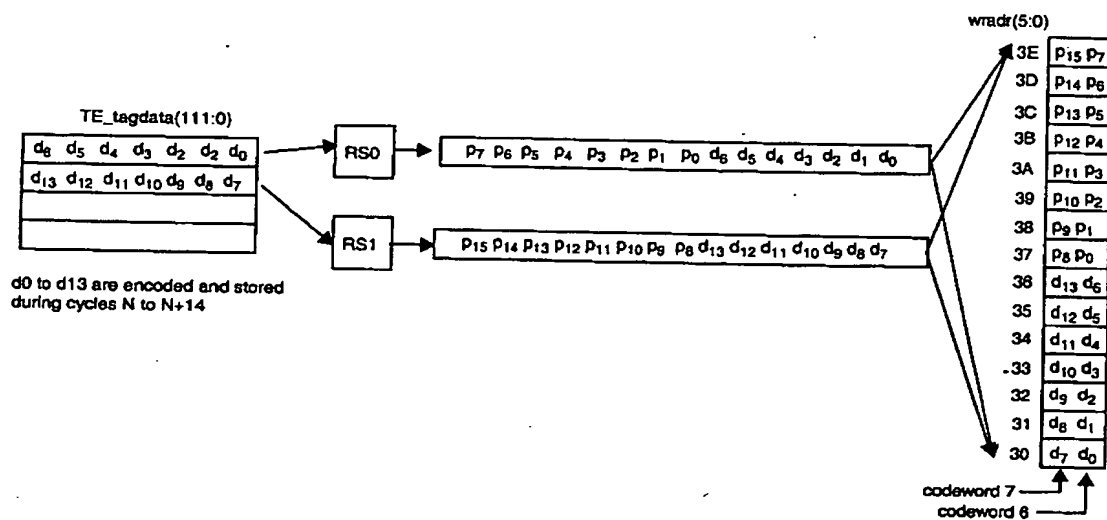 wradr(5:0)
TE_tagdata(111:0)
d6 d5 d4 d3 d2 d2 d0
d13 d12 d11 d10 d9 d8 d7
d0 to d13 are encoded and stored
during cycles N to N+14
RS0
RS1
p7 p6 p5 p4 p3 p2 p1 p0 d6 d5 d4 d3 d2 d1 d0
p15 p14 p13 p12 p11 p10 p9 p8 d13 d12 d11 d10 d9 d8 d7
3E p15 p7
3D p14 p6
3C p13 p5
3B p12 p4
3A p11 p3
39 p10 p2
38 p9 p1
37 p8 p0
36 d13 d6
35 d12 d5
34 d11 d4
33 d10 d3
32 d9 d2
31 d8 d1
30 d7 d0
codeword 7
codeword 6